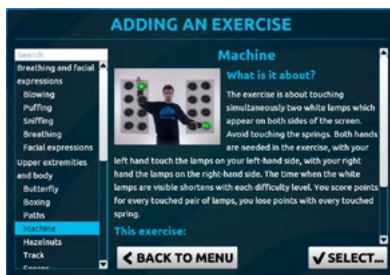 ADDING AN EXERCISE
Search
Breathing and facial
expressions
Blowing
Puffing
Sniffing
Breathing
Facial expressions
Upper extremities
and body
Butterfly
Boxing
Paths
Machine
Hazelnuts
Track
Machine
What is it about?
The exercise is about touching
simultaneously two white lamps which
appear on both sides of the screen.
Avoid touching the springs. Both hands
are needed in the exercise, with your
left hand touch the lamps on your left-hand side, with your right
hand the lamps on the right-hand side. The time when the white
lamps are visible shortens with each difficulty level. You score points
for every touched pair of lamps, you lose points with every touched
spring.
This exercise:
BACK TO MENU
SELECT...